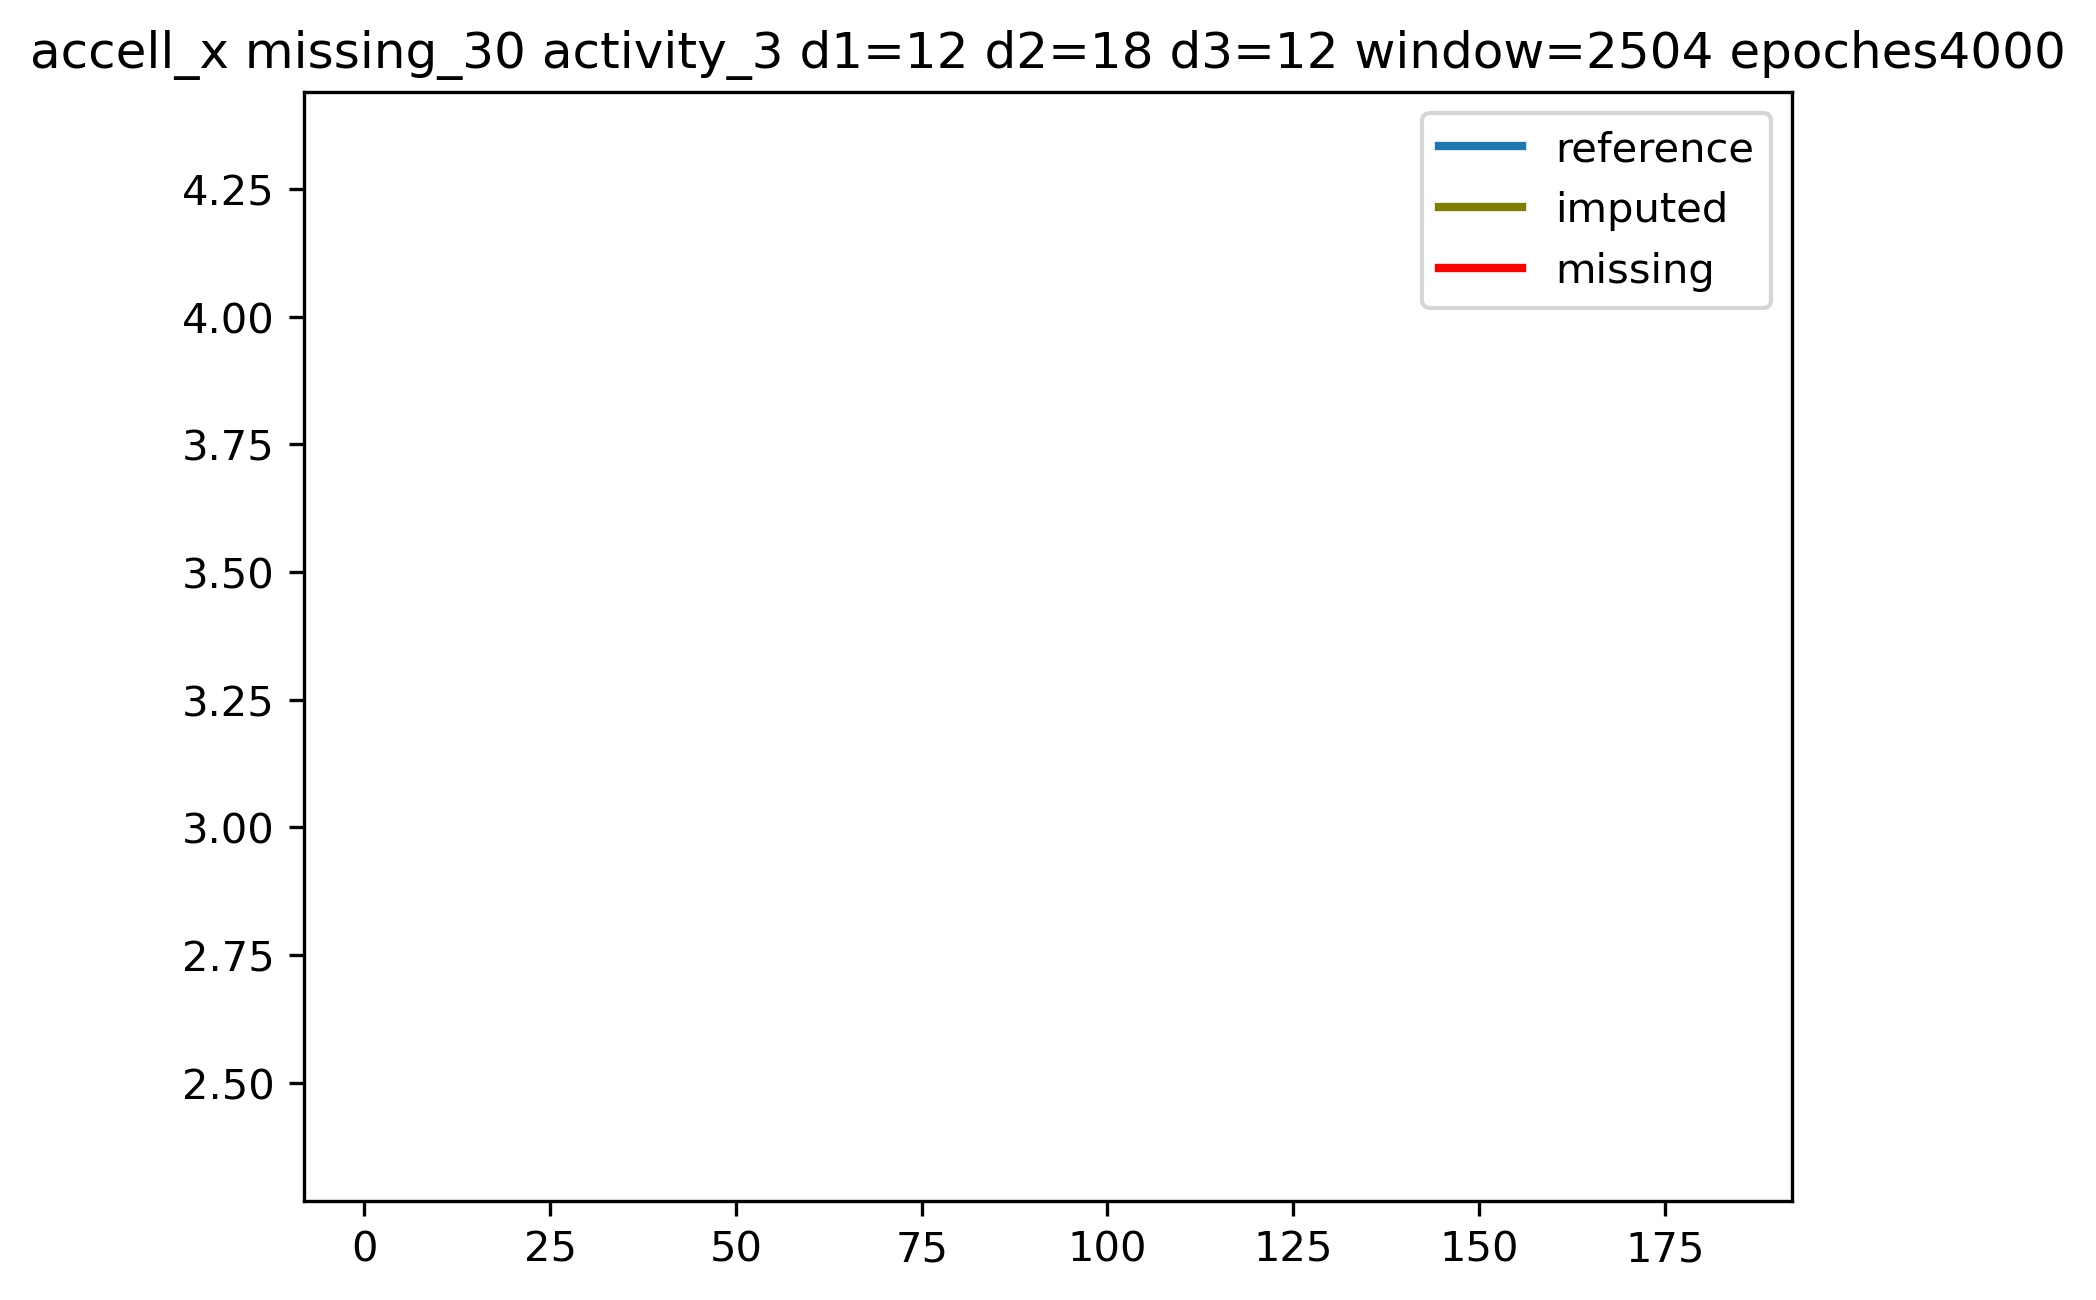 accell_x missing_30 activity_3 d1=12 d2=18 d3=12 window=2504 epoches4000
reference
imputed
missing
4.25
4.00
3.75
3.50
3.25
3.00
2.75
2.50
0 25 50 75 100 125 150 175